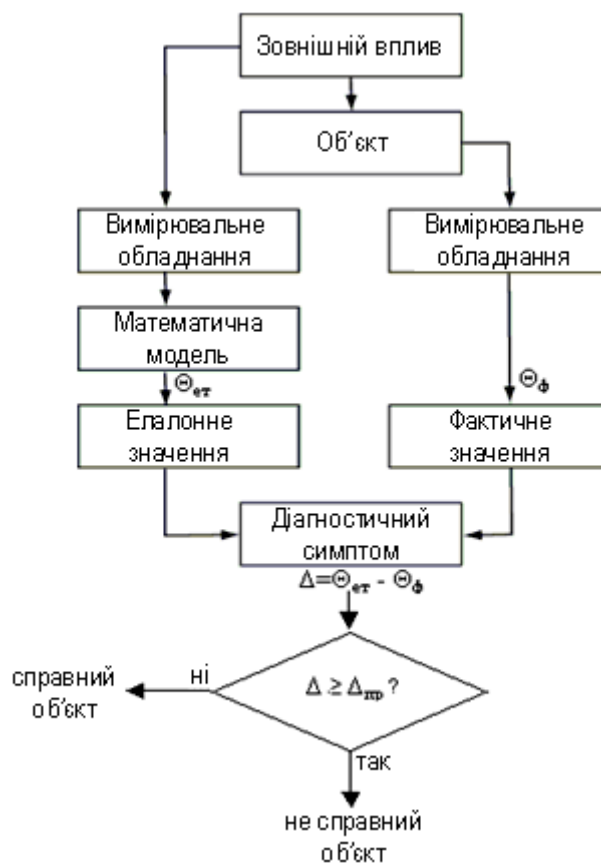 Зовнішній вплив
Об'єкт
Вимірювальне
обладнання
Вимірювальне
обладнання
Математична
модель
Θет
Θф
Елалонне
значення
Фактичне
значення
Діагностичний
симптом
Δ=Θет - Θф
Δ ≥ Δпр ?
ні
справний
об'єкт
так
не справний
об'єкт